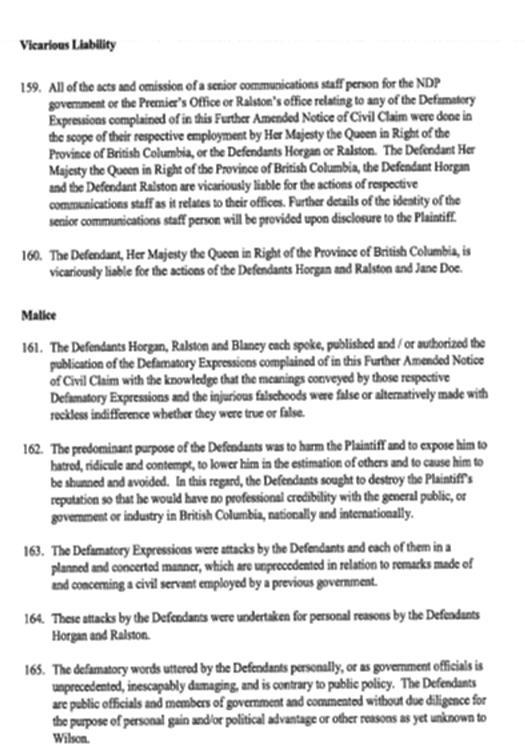 Vicarious Liability
159. All of the acts and omission of a senior communications staff person for the NDP
government or the Premier's Office or Ralston's office relating to any of the Defamatory
Expressions complained of in this Further Amended Notice of Civil Claim were done in
the scope of their respective employment by Her Majesty the Queen in Right of the
Province of British Columbia, or the Defendants Horgan or Ralston. The Defendant Her
Majesty the Queen in Right of the Province of British Columbia, the Defendant Horgan
and the Defendant Ralston are vicariously liable for the actions of respective
communications staff as it relates to their offices. Further details of the identity of the
senior communications staff person will be provided upon disclosure to the Plaintiff.
160. The Defendant, Her Majesty the Queen in Right of the Province of British Columbia, is
vicariously liable for the actions of the Defendants Horgan and Ralston and Jane Doe.
Malice
161. The Defendants Horgan, Ralston and Blaney each spoke, published and / or authorized the
publication of the Defamatory Expressions complained of in this Further Amended Notice
of Civil Claim with the knowledge that the meanings conveyed by those respective
Defamatory Expressions and the injurious falsehoods were false or alternatively made with
reckless indifference whether they were true or false.
162. The predominant purpose of the Defendants was to harm the Plaintiff and to expose him to
hatred, ridicule and contempt, to lower him in the estimation of others and to cause him to
be shunned and avoided. In this regard, the Defendants sought to destroy the Plaintiff's
reputation so that he would have no professional credibility with the general public, or
government or industry in British Columbia, nationally and internationally.
163. The Defamatory Expressions were attacks by the Defendants and each of them in a
planned and concerted manner, which are unprecedented in relation to remarks made of
and concerning a civil servant employed by a previous government.
164. These attacks by the Defendants were undertaken for personal reasons by the Defendants
Horgan and Ralston.
165. The defamatory words uttered by the Defendants personally, or as government officials is
unprecedented, inescapably damaging, and is contrary to public policy. The Defendants
are public officials and members of government and commented without due diligence for
the purpose of personal gain and/or political advantage or other reasons as yet unknown to
Wilson.